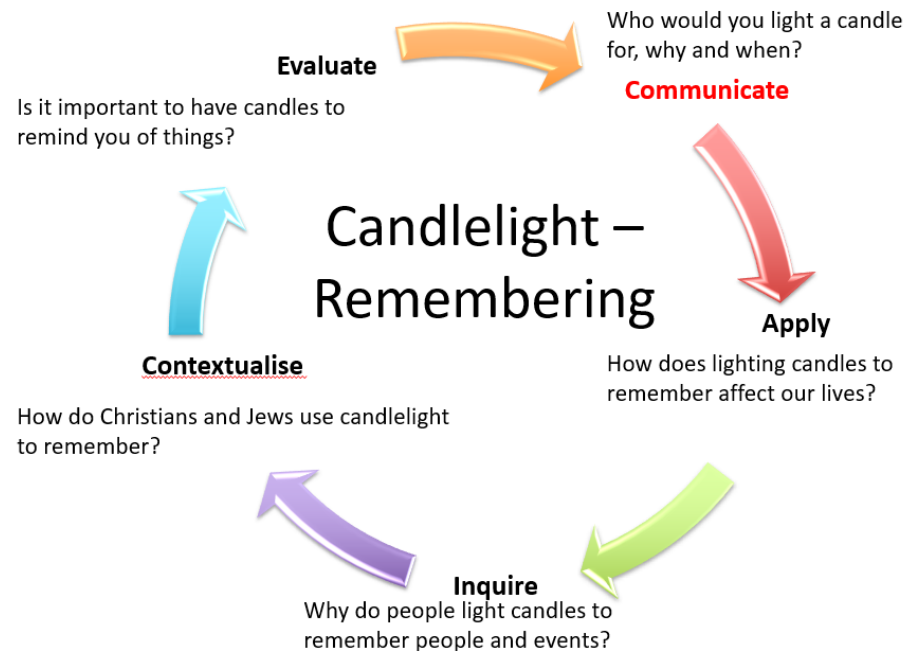 Who would you light a candle
for, why and when?
Communicate
Evaluate
Is it important to have candles to
remind you of things?
Candlelight –
Remembering
Apply
How does lighting candles to
remember affect our lives?
Contextualise
How do Christians and Jews use candlelight
to remember?
Inquire
Why do people light candles to
remember people and events?